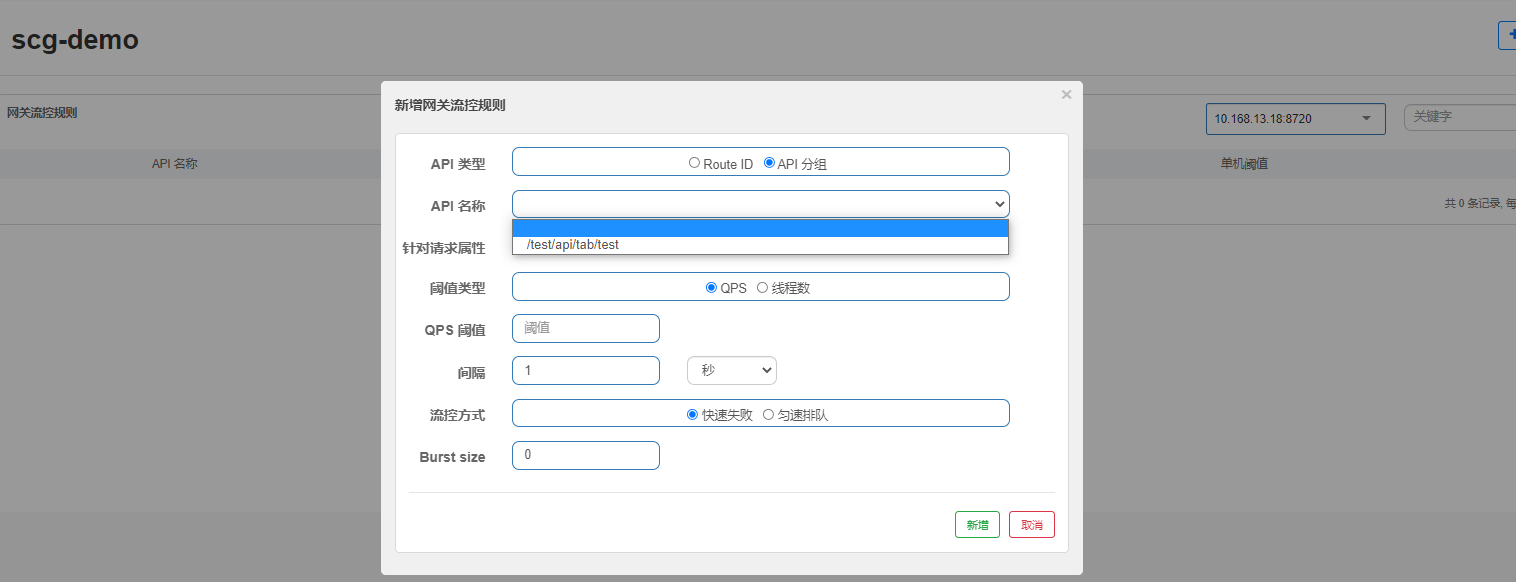 scg-demo
网关流控规则
10.168.13.18:8720
关键字
API 名称
单机阈值
共 0 条记录, 每
新增网关流控规则
×
API 类型
Route ID
API 分组
API 名称
/test/api/tab/test
针对请求属性
阈值类型
QPS
线程数
QPS 阈值
阈值
间隔
1
秒
流控方式
快速失败
匀速排队
Burst size
0
新增
取消